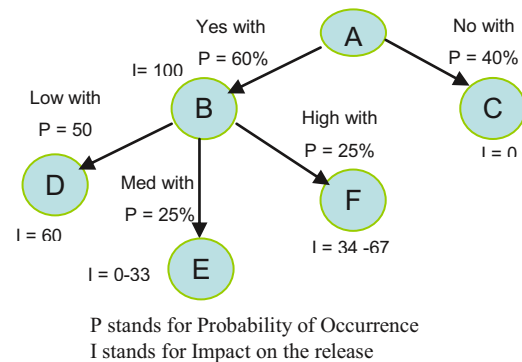 A
Yes with
P = 60%
No with
P = 40%
I= 100
B
C
I = 0
Low with
P = 50
High with
P = 25%
Med with
P = 25%
D
F
I = 60
I = 34 -67
I = 0-33
E
P stands for Probability of Occurrence
I stands for Impact on the release